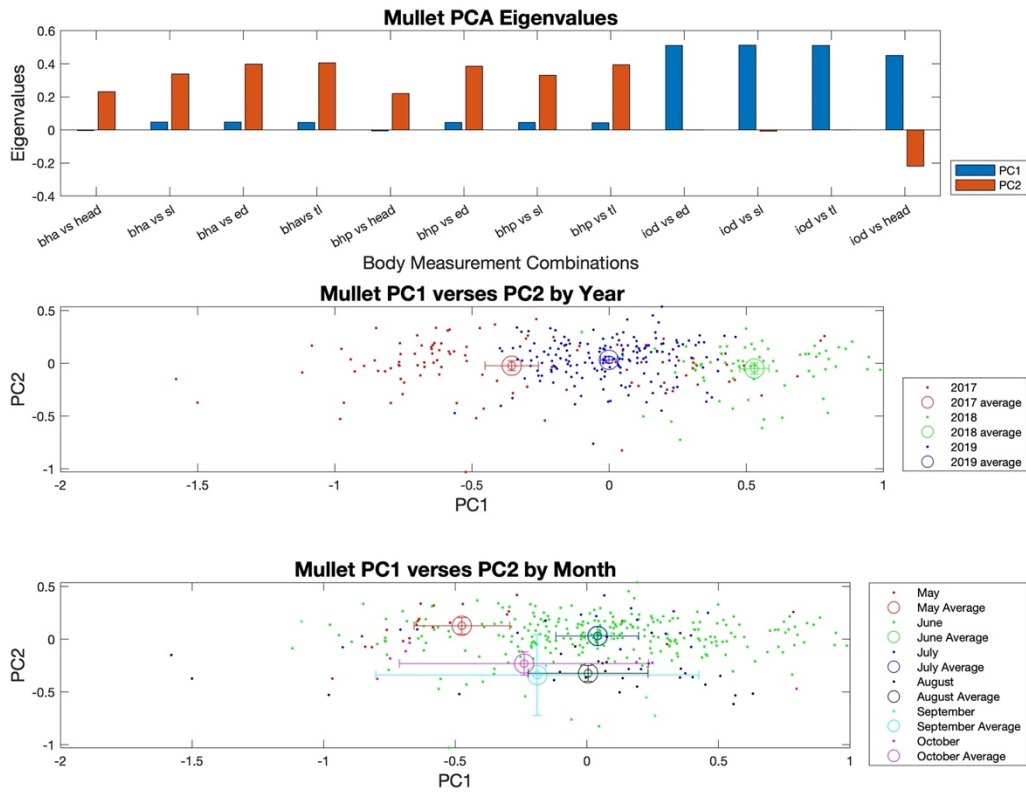 Mullet PCA Eigenvalues
0.6
0.4
0.2
0
-0.2
-0.4
Eigenvalues
bha vs head
bha vs sl
bha vs ed
bhavs tl
bhp vs head
bhp vs ed
bhp vs sl
bhp vs tl
iod vs ed
iod vs sl
iod vs tl
iod vs head
Body Measurement Combinations
PC1
PC2
Mullet PC1 verses PC2 by Year
0.5
0
-0.5
-1
PC2
-2
-1.5
-1
-0.5
0
0.5
1
PC1
2017
2017 average
2018
2018 average
2019
2019 average
Mullet PC1 verses PC2 by Month
0.5
0
-0.5
-1
PC2
-2
-1.5
-1
-0.5
0
0.5
1
PC1
May
May Average
June
June Average
July
July Average
August
August Average
September
September Average
October
October Average